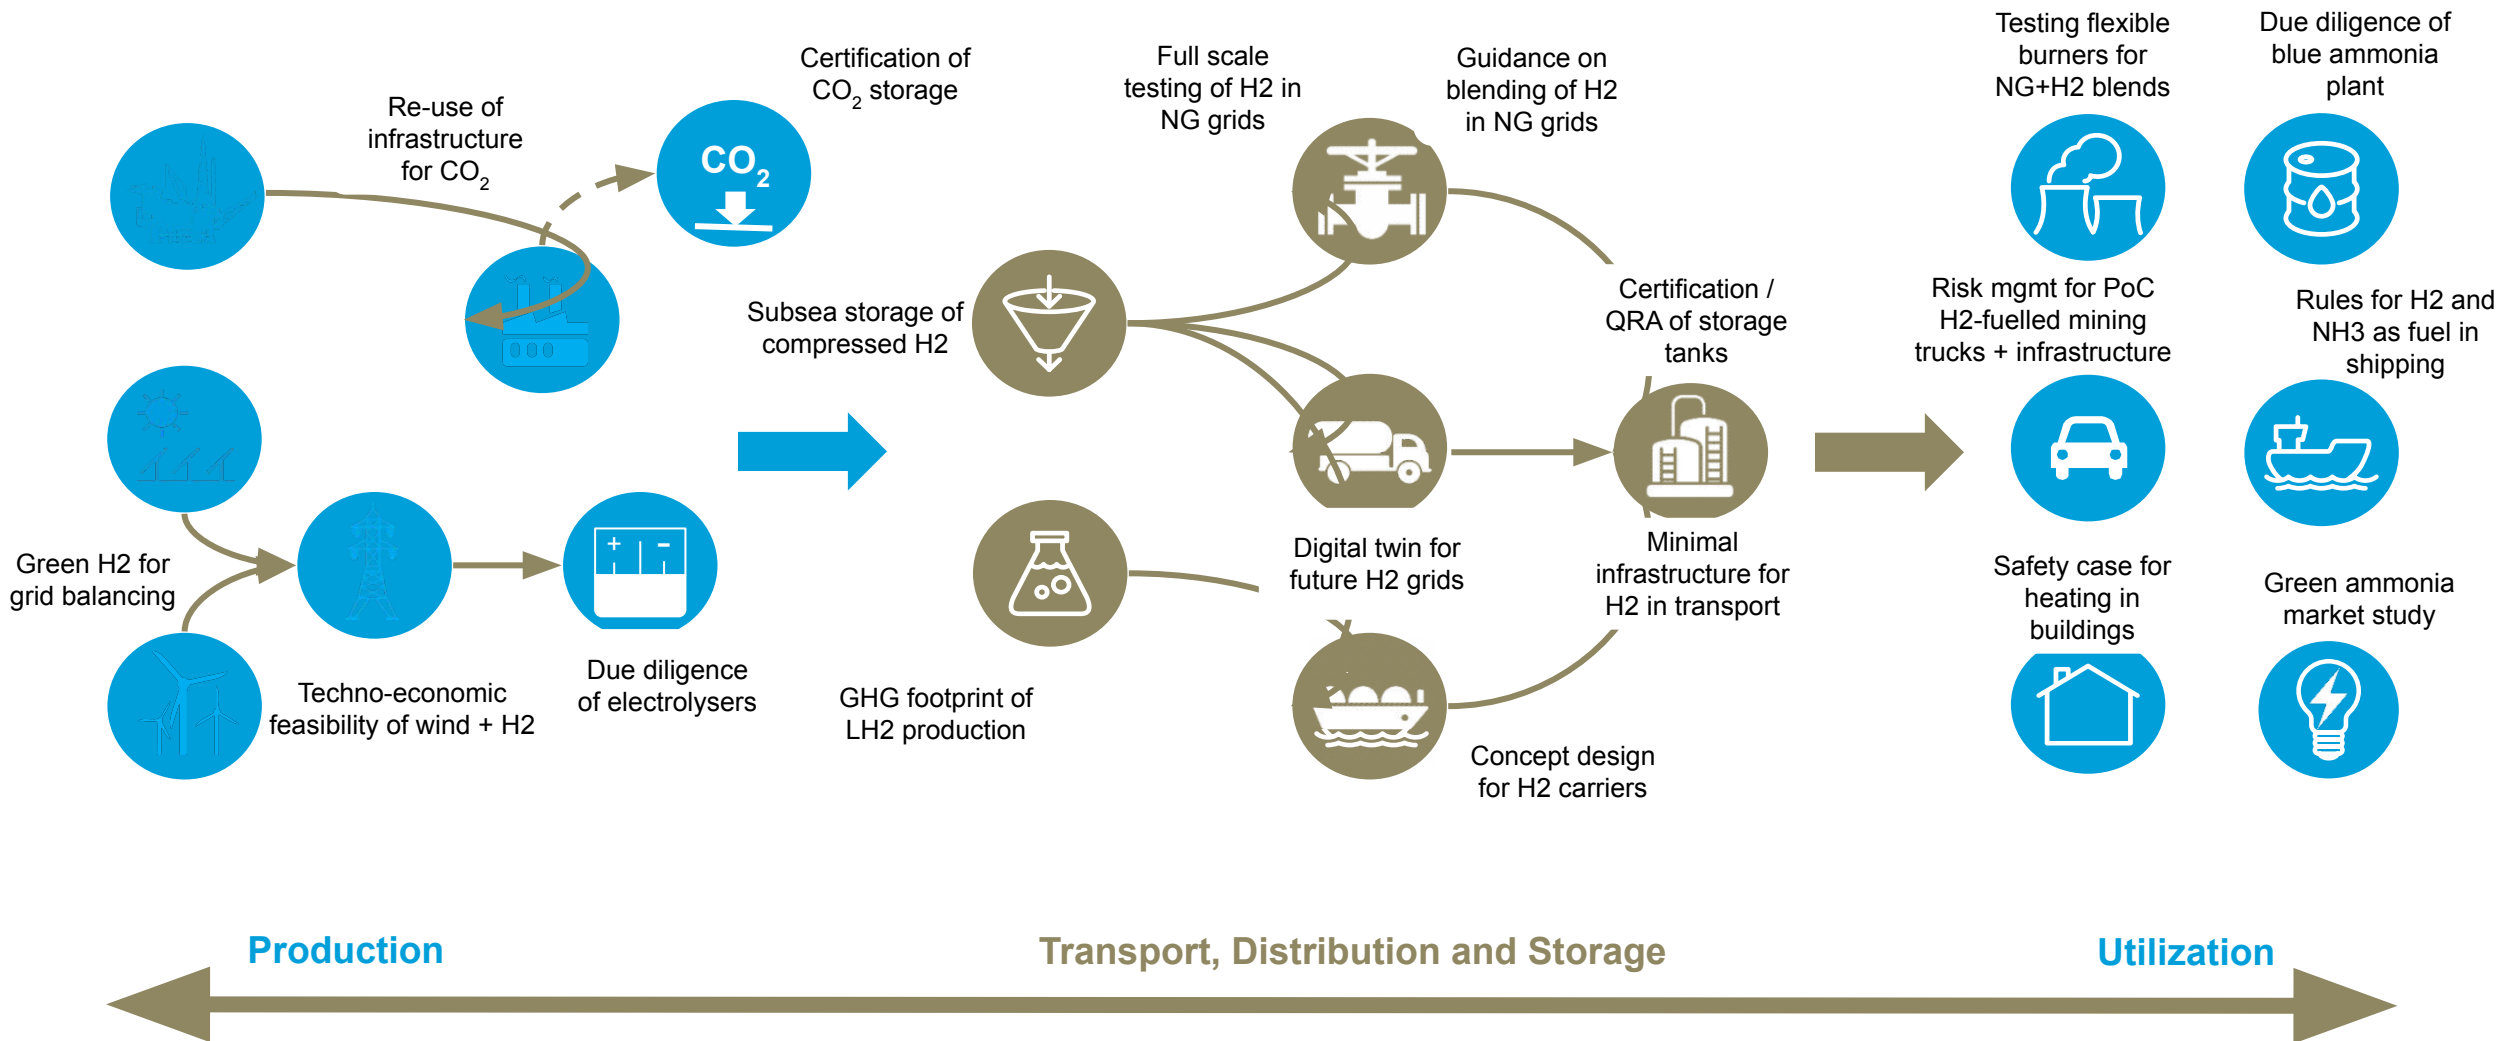 Re-use of
infrastructure
for CO2
Certification of
CO2 storage
CO2
Green H2 for
grid balancing
Techno-economic
feasibility of wind + H2
+ -
Due diligence
of electrolysers
Subsea storage of
compressed H2
GHG footprint of
LH2 production
Full scale
testing of H2 in
NG grids
Guidance on
blending of H2
in NG grids
Certification /
QRA of storage
tanks
Digital twin for
future H2 grids
Minimal
infrastructure for
H2 in transport
Concept design
for H2 carriers
Testing flexible
burners for
NG+H2 blends
Due diligence of
blue ammonia
plant
Risk mgmt for PoC
H2-fuelled mining
trucks + infrastructure
Rules for H2 and
NH3 as fuel in
shipping
Safety case for
heating in
buildings
Green ammonia
market study
Production
Transport, Distribution and Storage
Utilization